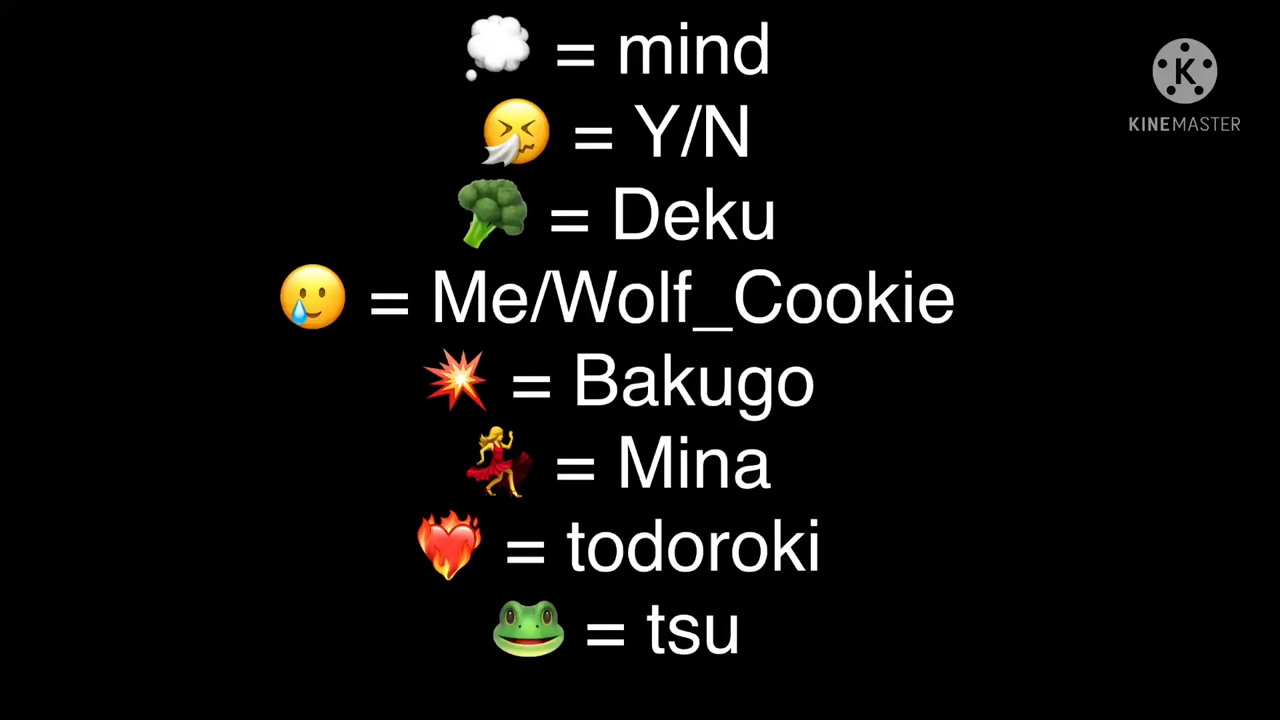 💭 = mind
🤧 = Y/N
🥦 = Deku
🥲 = Me/Wolf_Cookie
💥 = Bakugo
💃 = Mina
❤️‍🔥 = todoroki
🐸 = tsu
K
KINEMASTER